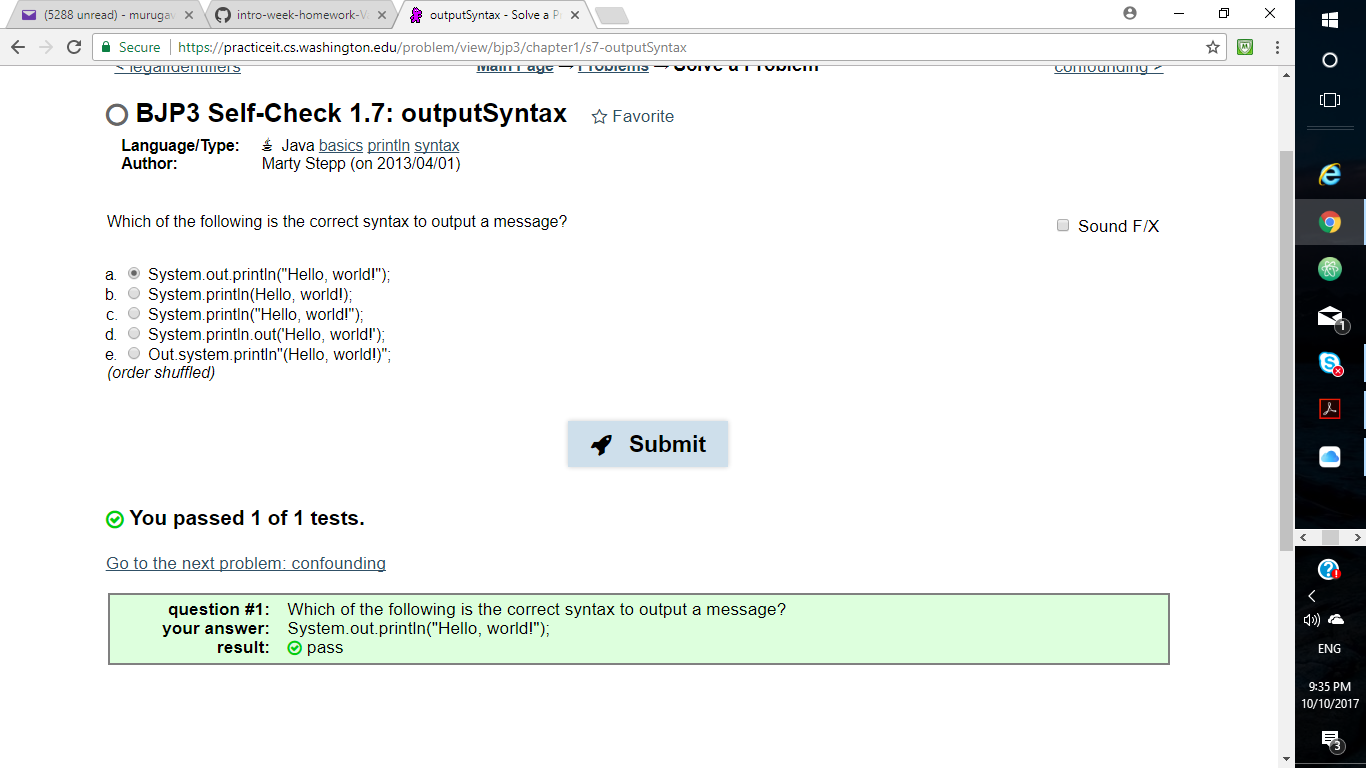 (5288 unread) - muruga
intro-week-homework-V
outputSyntax - Solve a P
Secure
https://practiceit.cs.washington.edu/problem/view/bjp3/chapter1/s7-outputSyntax
< legalIdentifiers
Main Page → Problems → Solve a Problem
confounding >
BJP3 Self-Check 1.7: outputSyntax
Favorite
Language/Type: Java basics println syntax
Author: Marty Stepp (on 2013/04/01)
Which of the following is the correct syntax to output a message?
Sound F/X
a. System.out.println("Hello, world!");
b. System.println(Hello, world!);
c. System.println("Hello, world!");
d. System.println.out('Hello, world!');
e. Out.system.println"(Hello, world!)";
(order shuffled)
Submit
You passed 1 of 1 tests.
Go to the next problem: confounding
question #1: Which of the following is the correct syntax to output a message?
your answer: System.out.println("Hello, world!");
result: pass
1
ENG
9:35 PM
10/10/2017
3